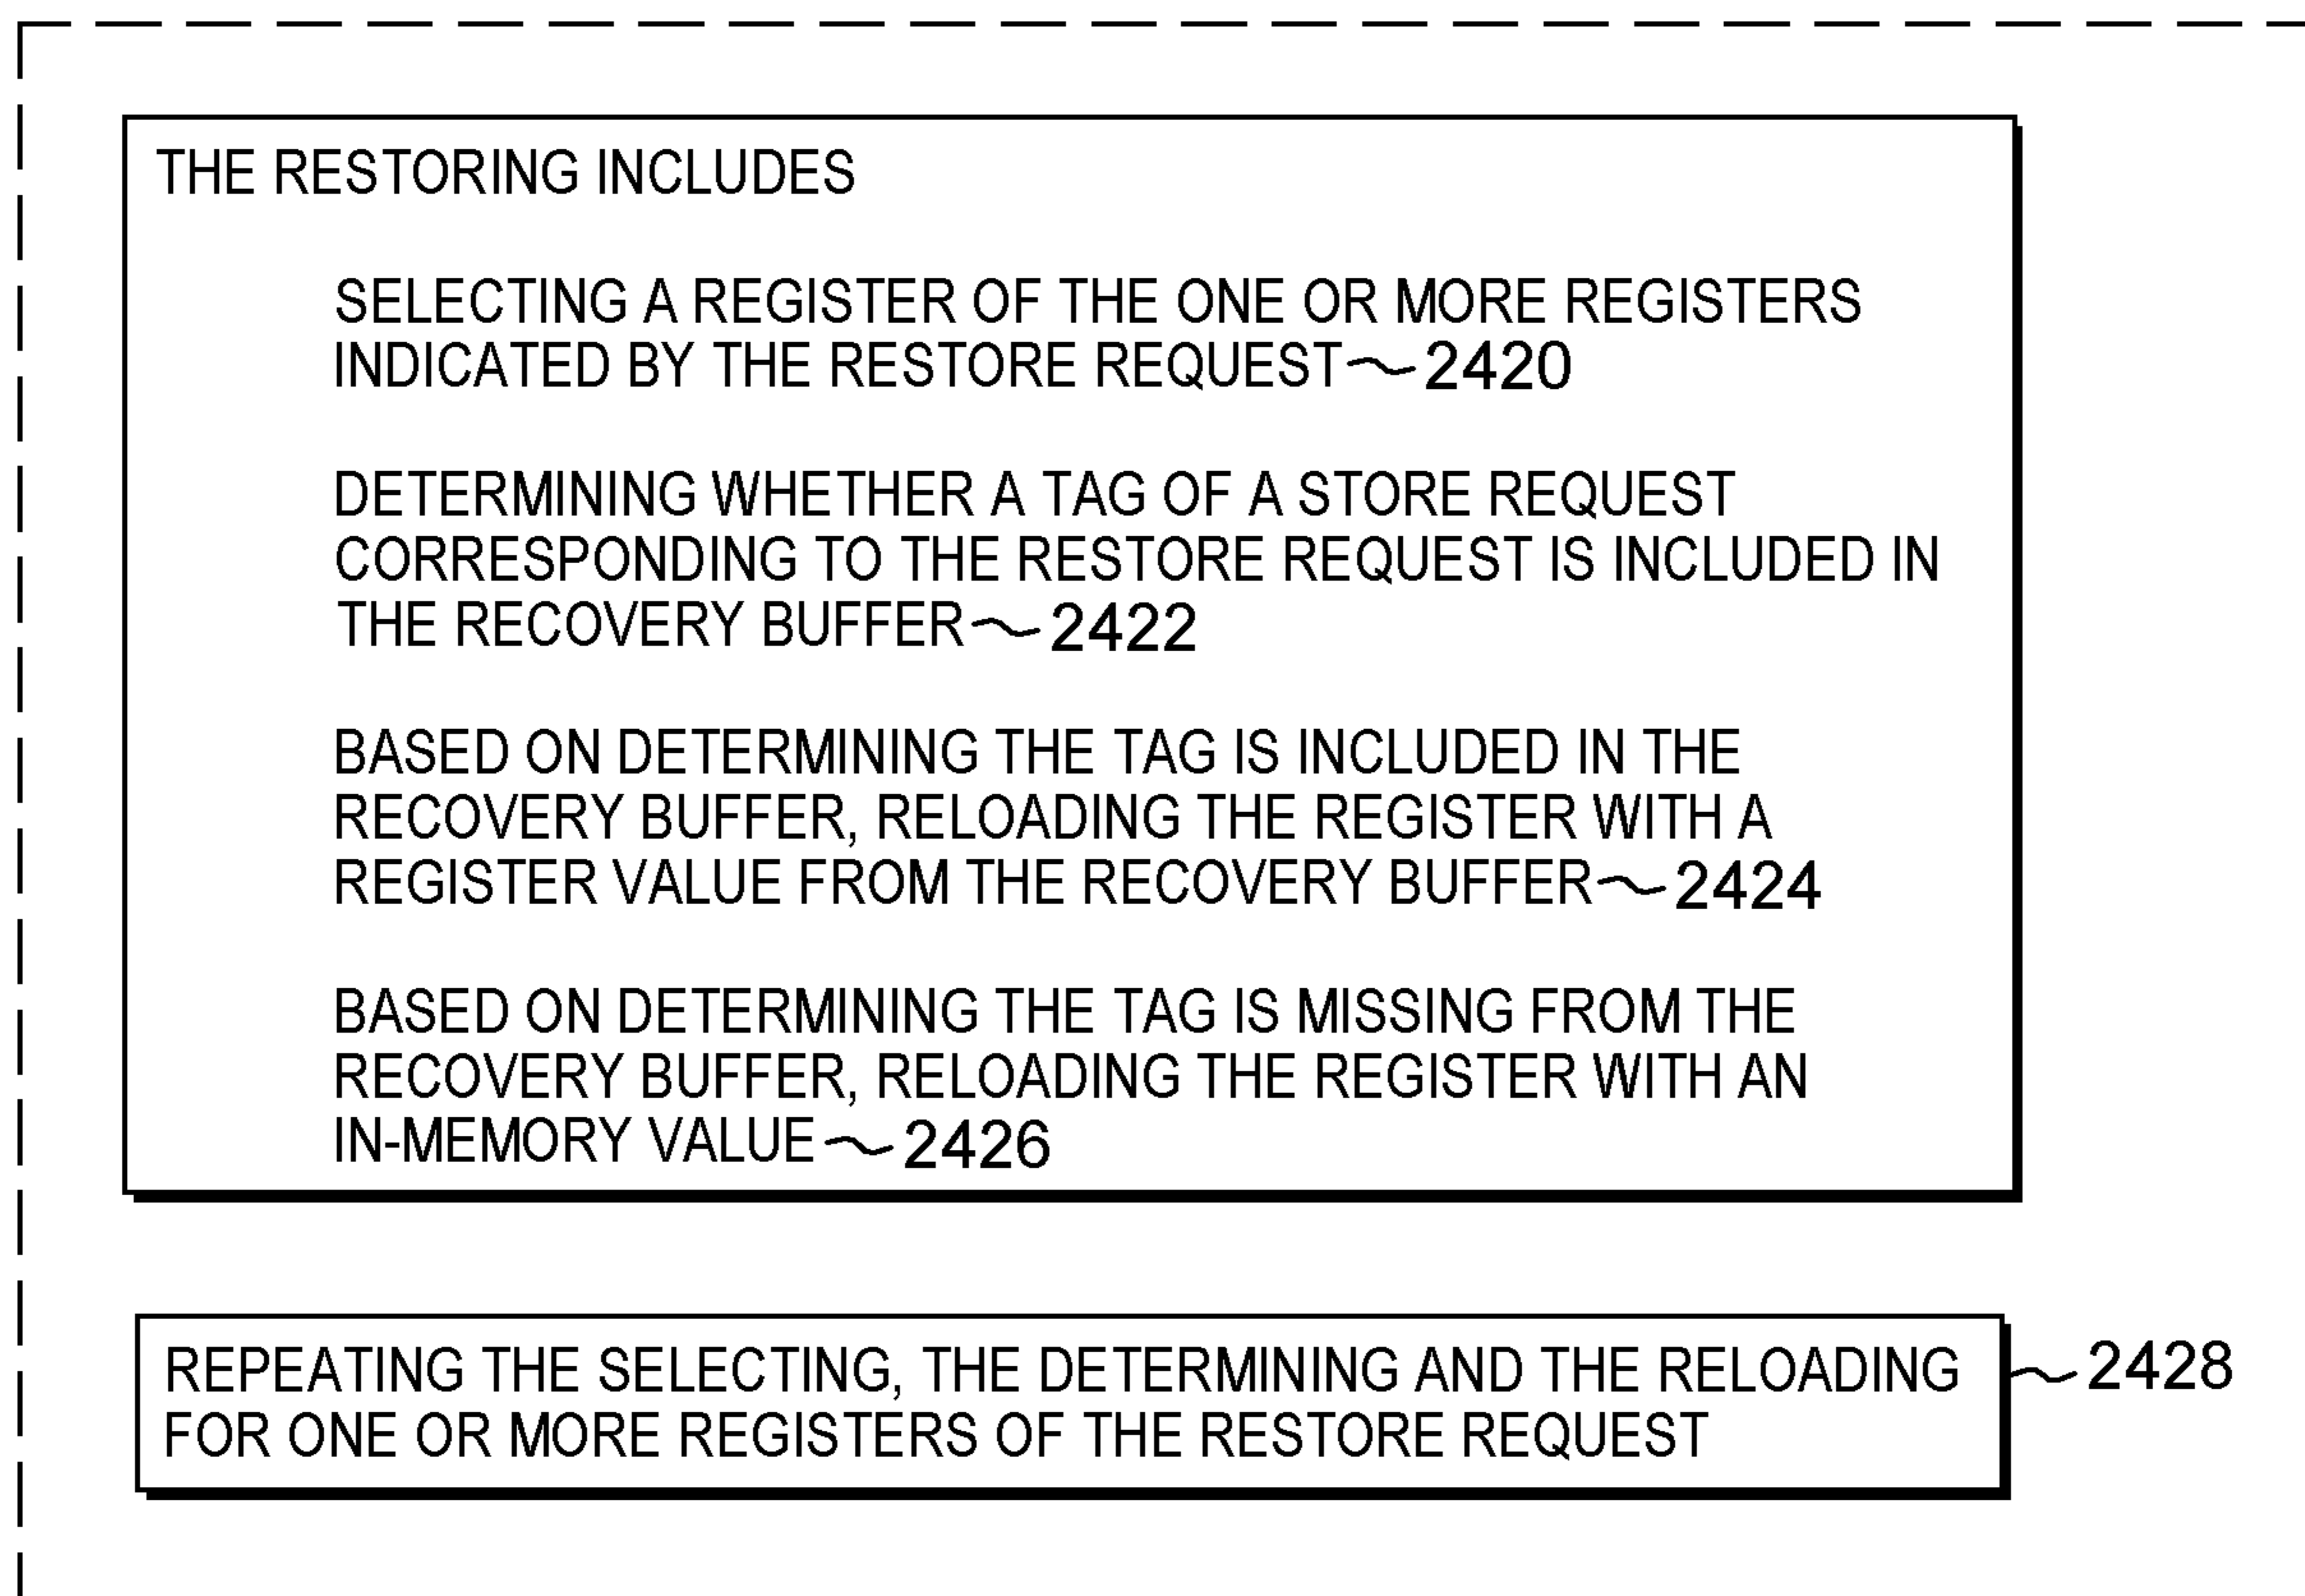 THE RESTORING INCLUDES
SELECTING A REGISTER OF THE ONE OR MORE REGISTERS
INDICATED BY THE RESTORE REQUEST 2420
DETERMINING WHETHER A TAG OF A STORE REQUEST
CORRESPONDING TO THE RESTORE REQUEST IS INCLUDED IN
THE RECOVERY BUFFER 2422
BASED ON DETERMINING THE TAG IS INCLUDED IN THE
RECOVERY BUFFER, RELOADING THE REGISTER WITH A
REGISTER VALUE FROM THE RECOVERY BUFFER 2424
BASED ON DETERMINING THE TAG IS MISSING FROM THE
RECOVERY BUFFER, RELOADING THE REGISTER WITH AN
IN-MEMORY VALUE 2426
REPEATING THE SELECTING, THE DETERMINING AND THE RELOADING 2428
FOR ONE OR MORE REGISTERS OF THE RESTORE REQUEST